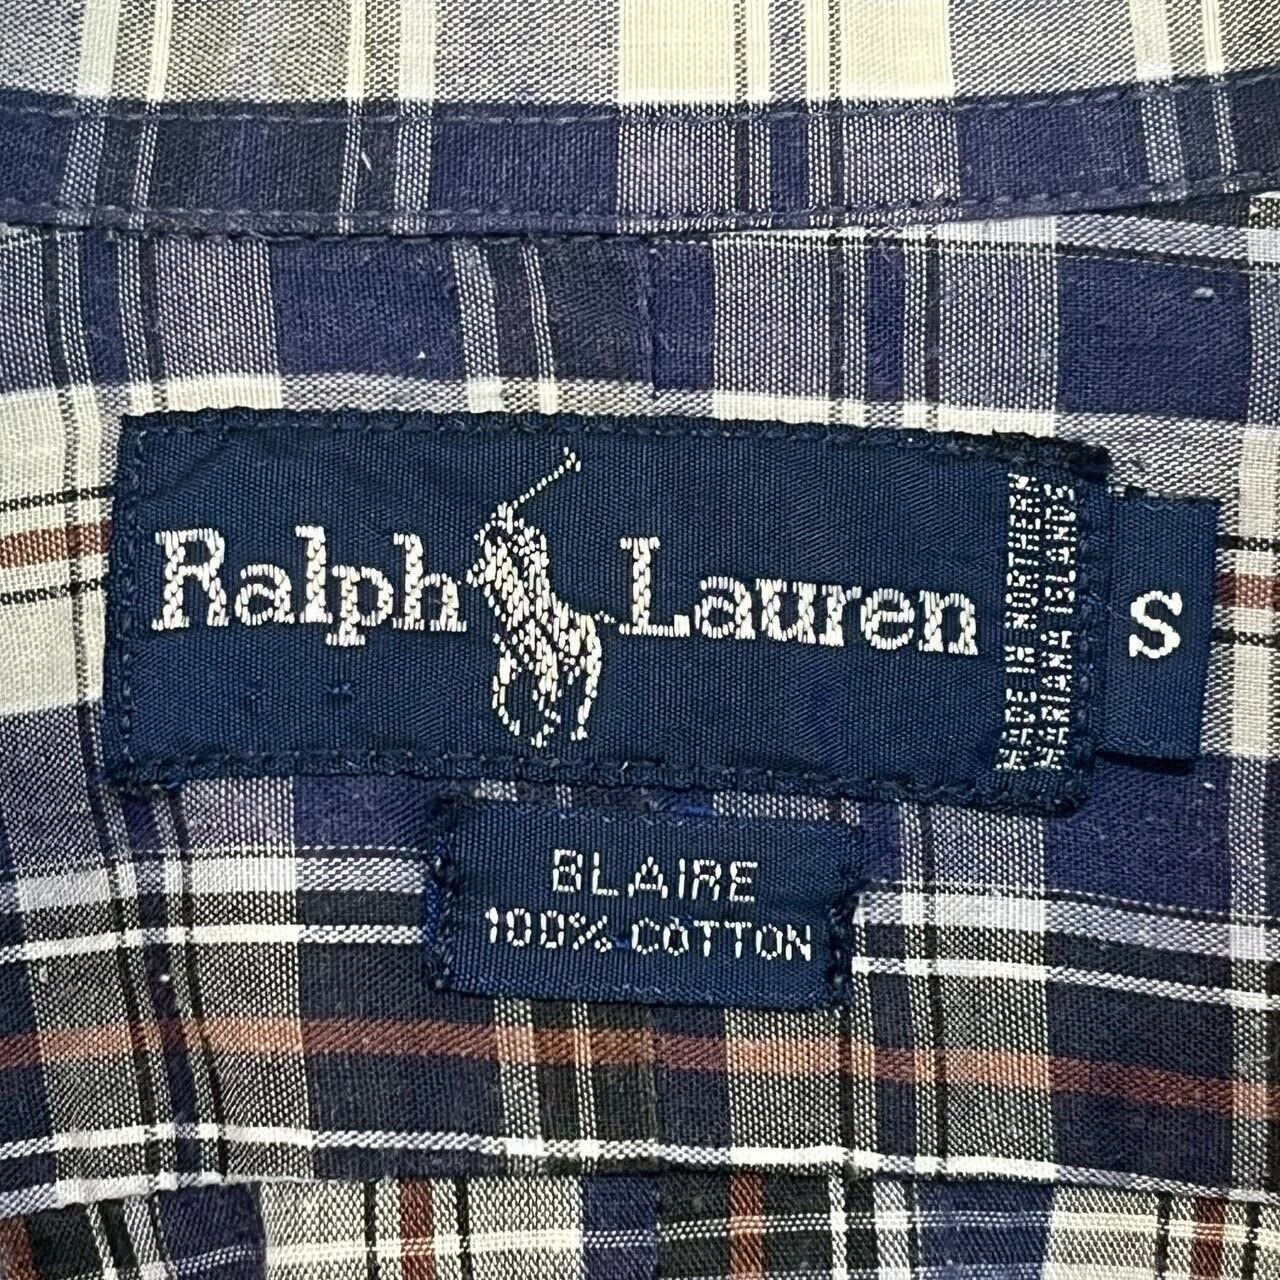 Ralph Lauren
MADE IN NORTHERN
MARIANA ISLANDS
S
BLAIRE
100% COTTON